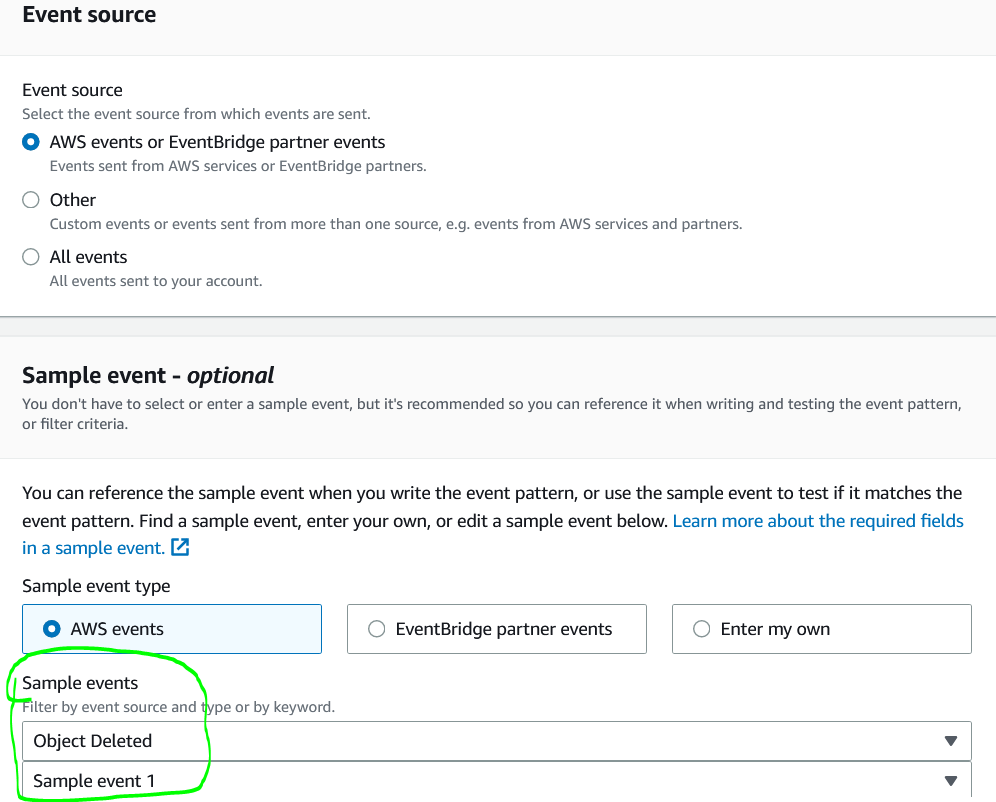 Event source
Event source
Select the event source from which events are sent.
AWS events or EventBridge partner events
Events sent from AWS services or EventBridge partners.
Other
Custom events or events sent from more than one source, e.g. events from AWS services and partners.
All events
All events sent to your account.
Sample event - optional
You don't have to select or enter a sample event, but it's recommended so you can reference it when writing and testing the event pattern,
or filter criteria.
You can reference the sample event when you write the event pattern, or use the sample event to test if it matches the
event pattern. Find a sample event, enter your own, or edit a sample event below. Learn more about the required fields
in a sample event.
Sample event type
AWS events
EventBridge partner events
Enter my own
Sample events
Filter by event source and type or by keyword.
Object Deleted
Sample event 1